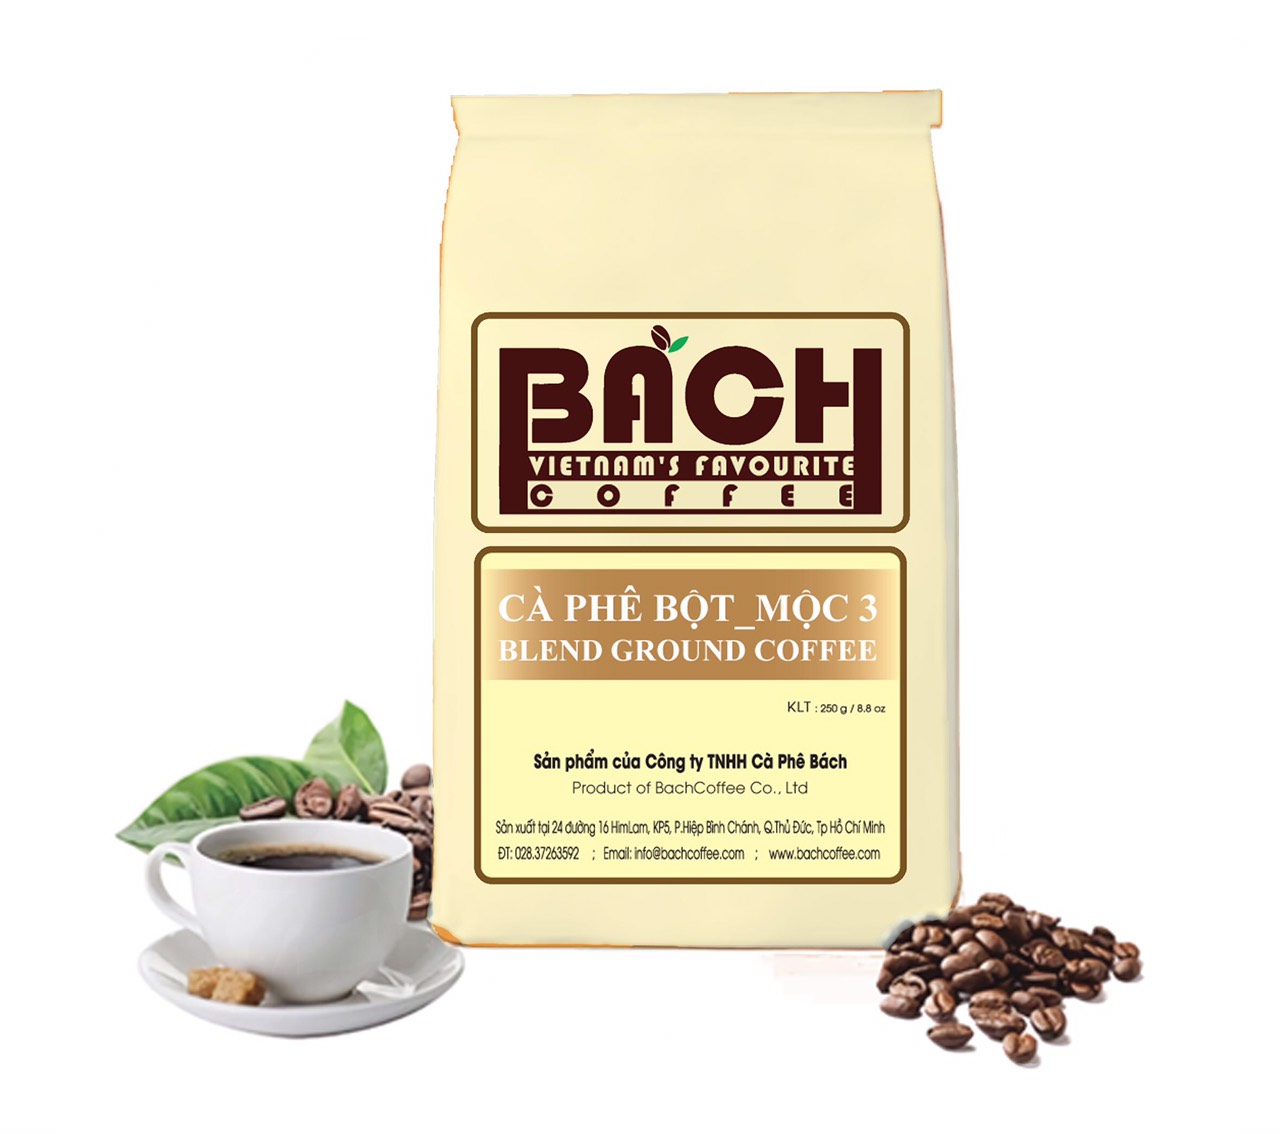 BÁCH
VIETNAM'S FAVOURITE
COFFEE
CÀ PHÊ BỘT_MỘC 3
BLEND GROUND COFFEE
KLT : 250 g / 8.8 oz
Sản phẩm của Công ty TNHH Cà Phê Bách
Product of BachCoffee Co., Ltd
Sản xuất tại 24 đường 16 HimLam, KP5, P.Hiệp Bình Chánh, Q.Thủ Đức, Tp Hồ Chí Minh
ĐT: 028.37263592 ; Email: info@bachcoffee.com ; www.bachcoffee.com